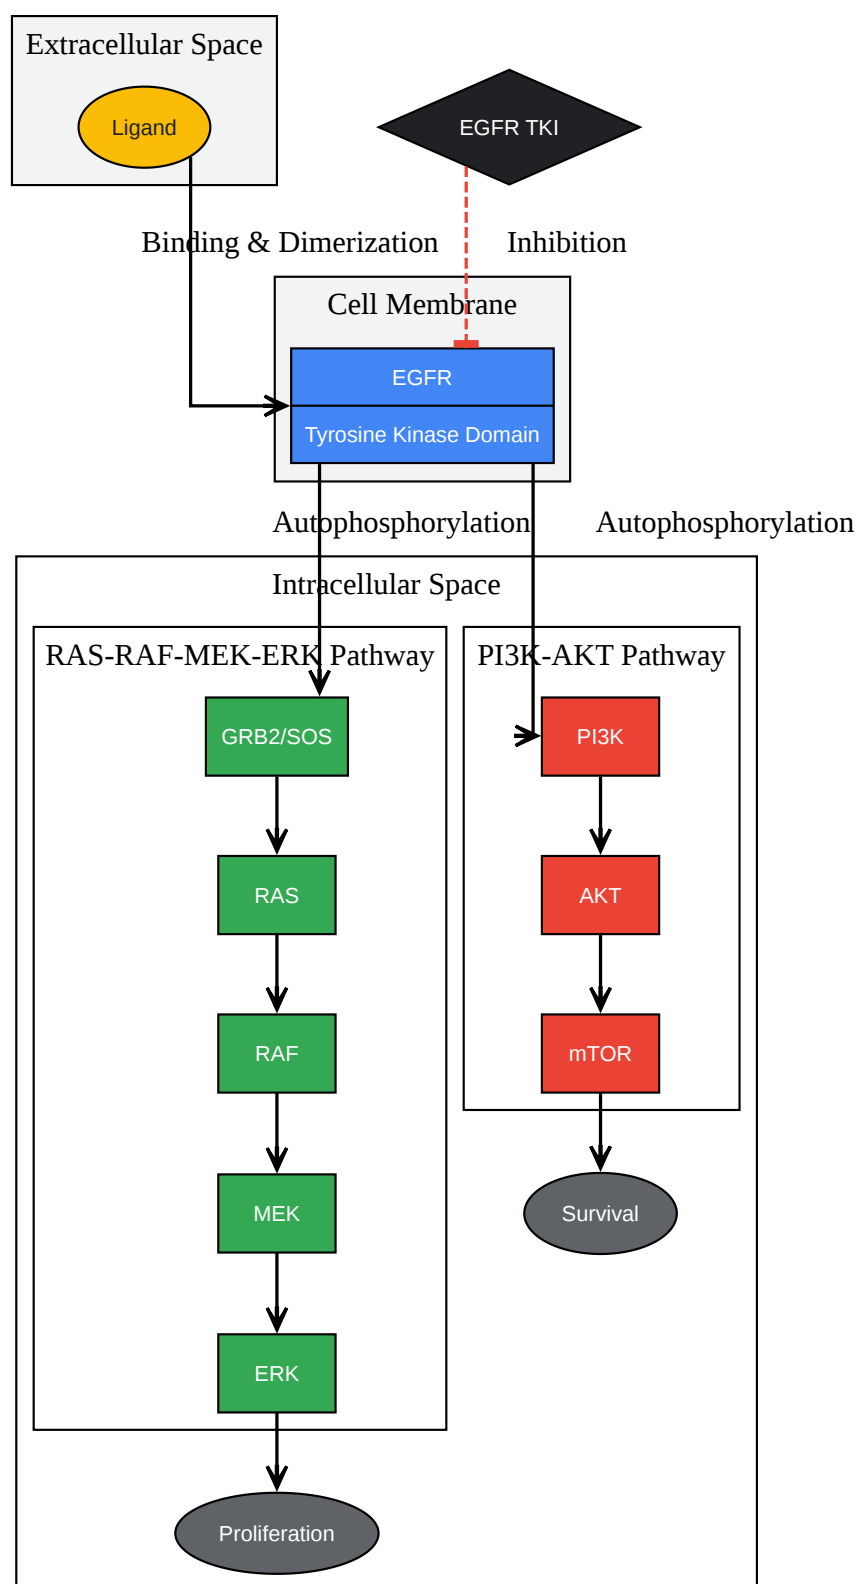 Extracellular Space
Ligand
EGFR TKI
Binding & Dimerization
Inhibition
Cell Membrane
EGFR
Tyrosine Kinase Domain
Autophosphorylation
Autophosphorylation
Intracellular Space
RAS-RAF-MEK-ERK Pathway
PI3K-AKT Pathway
GRB2/SOS
PI3K
RAS
AKT
RAF
mTOR
MEK
Survival
ERK
Proliferation